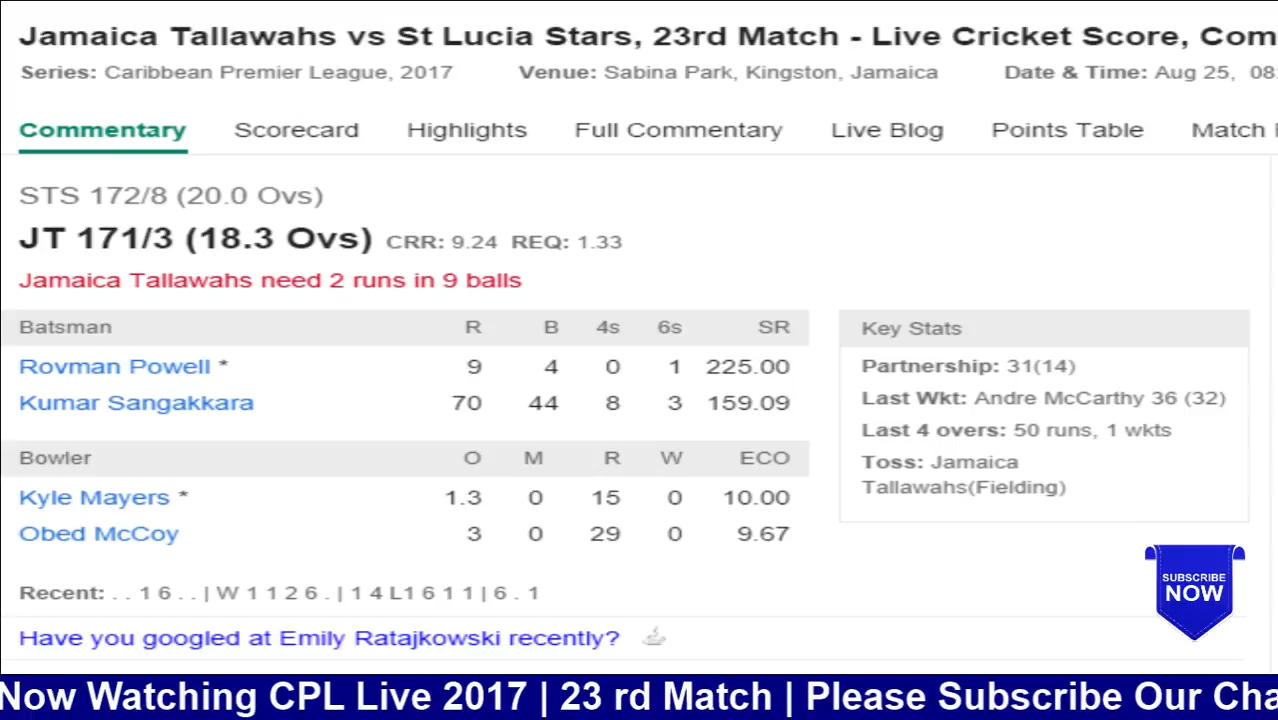 Jamaica Tallawahs vs St Lucia Stars, 23rd Match - Live Cricket Score, Com
Series: Caribbean Premier League, 2017 Venue: Sabina Park, Kingston, Jamaica Date & Time: Aug 25, 08:
Commentary Scorecard Highlights Full Commentary Live Blog Points Table Match
STS 172/8 (20.0 Ovs)
JT 171/3 (18.3 Ovs) CRR: 9.24 REQ: 1.33
Jamaica Tallawahs need 2 runs in 9 balls
Batsman R B 4s 6s SR
Rovman Powell * 9 4 0 1 225.00
Kumar Sangakkara 70 44 8 3 159.09
Bowler O M R W ECO
Kyle Mayers * 1.3 0 15 0 10.00
Obed McCoy 3 0 29 0 9.67
Key Stats
Partnership: 31(14)
Last Wkt: Andre McCarthy 36 (32)
Last 4 overs: 50 runs, 1 wkts
Toss: Jamaica
Tallawahs(Fielding)
Recent: . . 1 6 . . | W 1 1 2 6 . | 1 4 L1 6 1 1 | 6 . 1
Have you googled at Emily Ratajkowski recently?
SUBSCRIBE
NOW
Now Watching CPL Live 2017 | 23 rd Match | Please Subscribe Our Cha